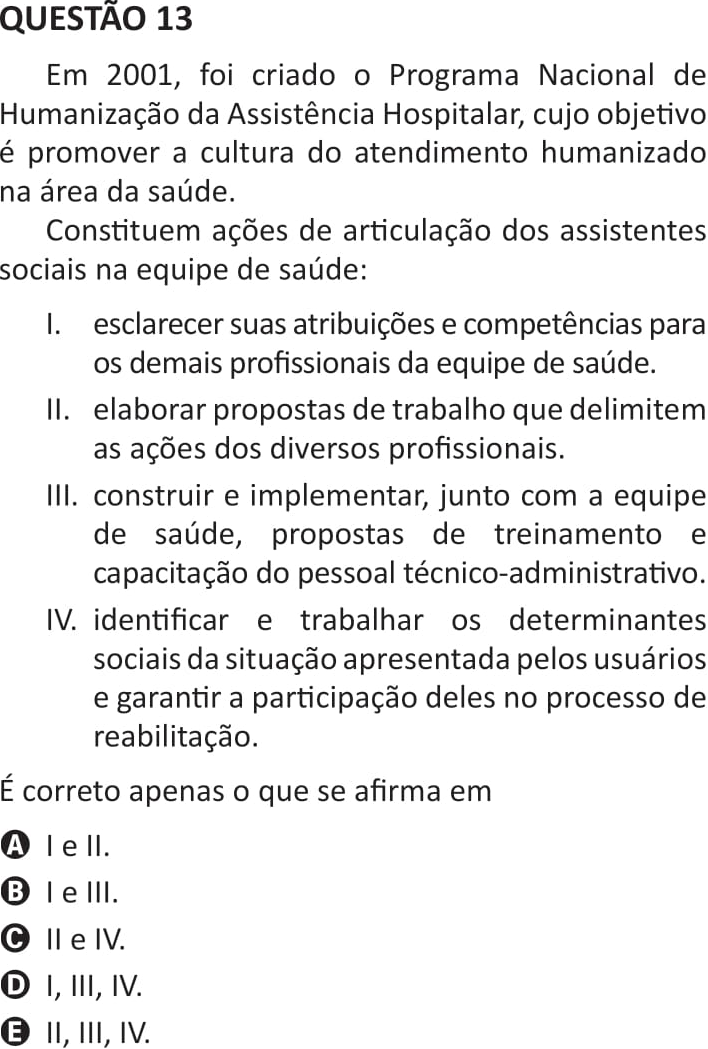 QUESTÃO 13
Em 2001, foi criado o Programa Nacional de
Humanização da Assistência Hospitalar, cujo objetivo
é promover a cultura do atendimento humanizado
na área da saúde.
Constituem ações de articulação dos assistentes
sociais na equipe de saúde:
I. esclarecer suas atribuições e competências para
os demais profissionais da equipe de saúde.
II. elaborar propostas de trabalho que delimitem
as ações dos diversos profissionais.
III. construir e implementar, junto com a equipe
de saúde, propostas de treinamento e
capacitação do pessoal técnico-administrativo.
IV. identificar e trabalhar os determinantes
sociais da situação apresentada pelos usuários
e garantir a participação deles no processo de
reabilitação.
É correto apenas o que se afirma em
A I e II.
B I e III.
C II e IV.
D I, III, IV.
E II, III, IV.